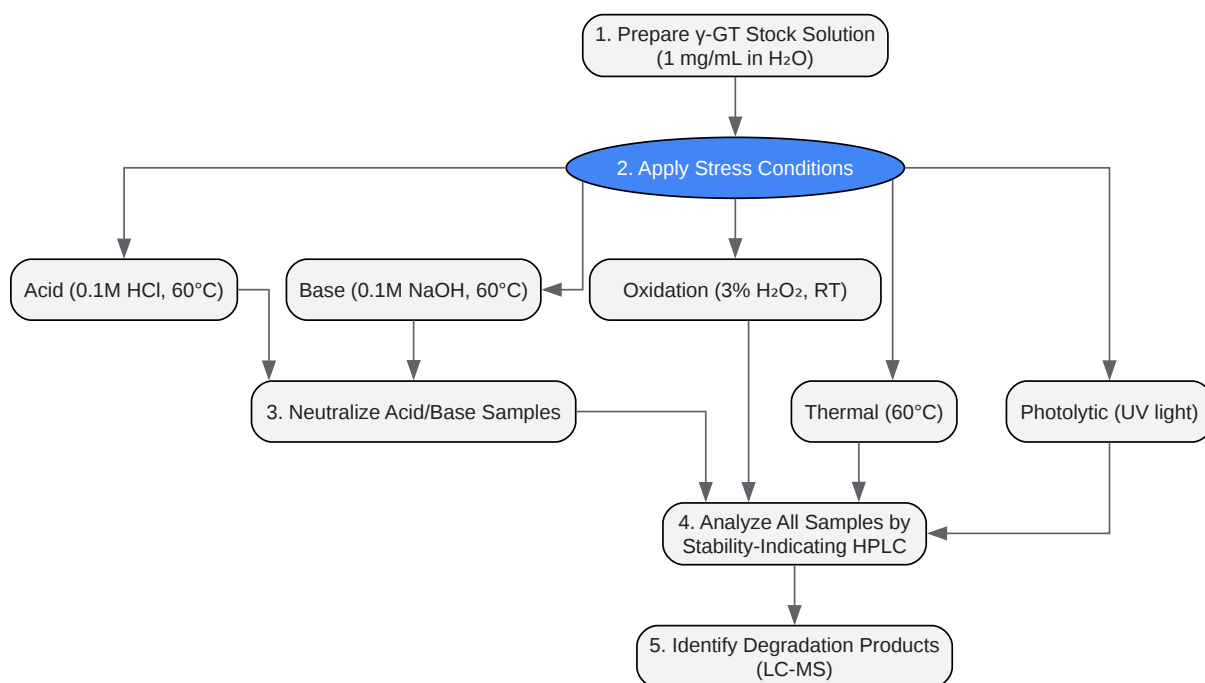 1. Prepare γ-GT Stock Solution
(1 mg/mL in H₂O)
2. Apply Stress Conditions
Acid (0.1M HCl, 60°C)
Base (0.1M NaOH, 60°C)
Oxidation (3% H₂O₂, RT)
3. Neutralize Acid/Base Samples
Thermal (60°C)
Photolytic (UV light)
4. Analyze All Samples by
Stability-Indicating HPLC
5. Identify Degradation Products
(LC-MS)